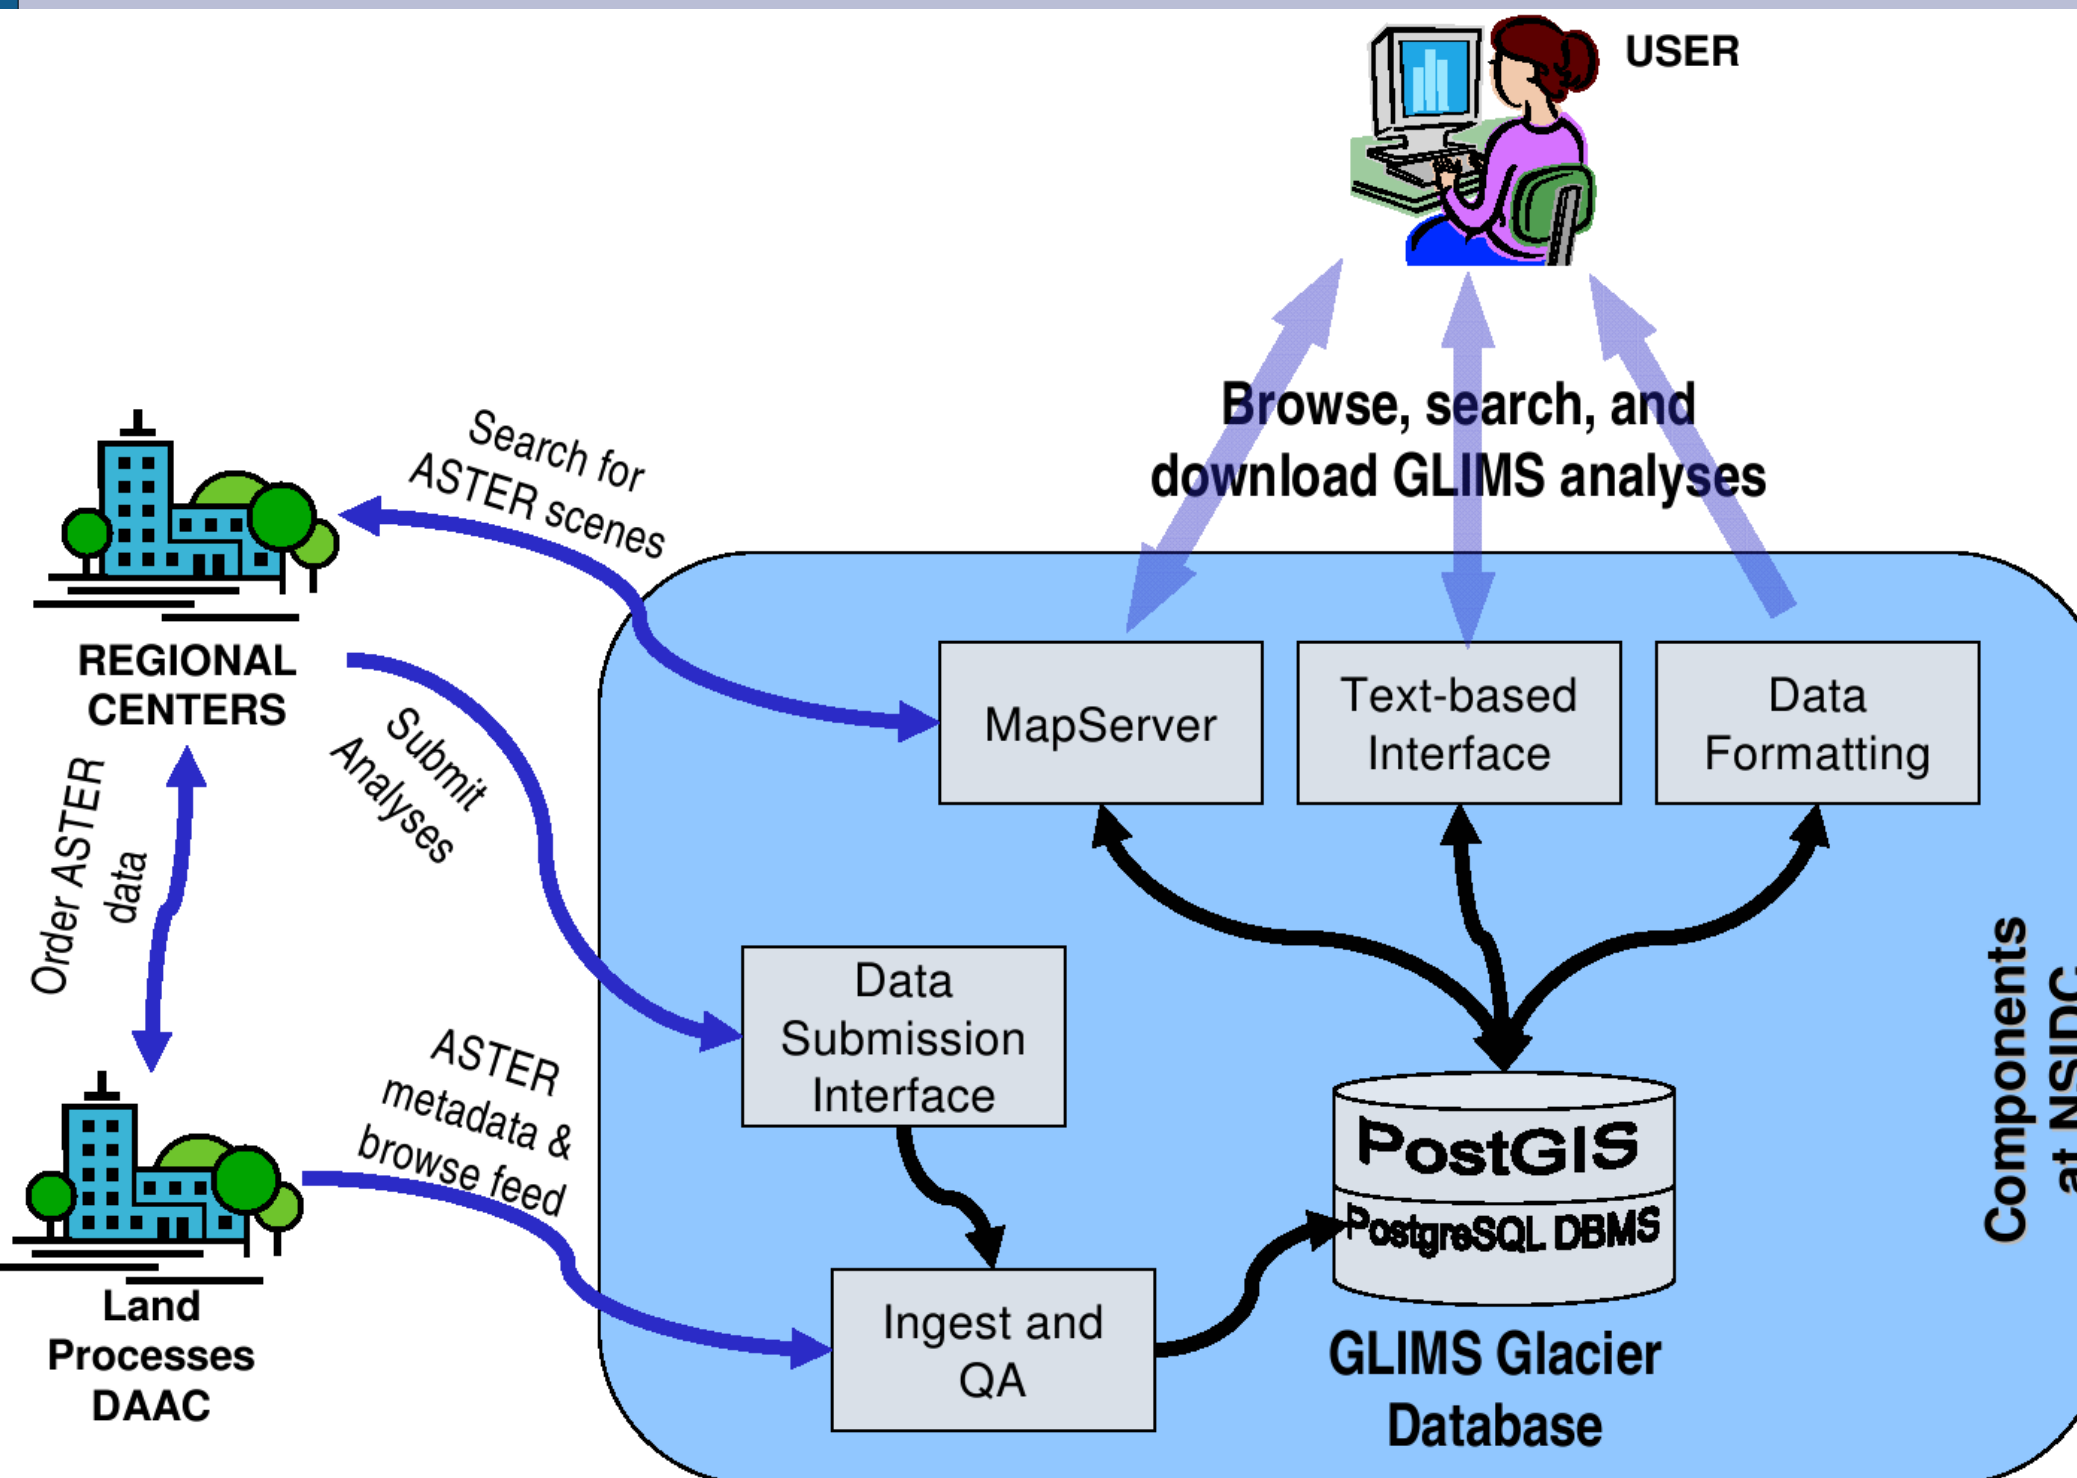 USER
Browse, search, and
download GLIMS analyses
Search for
ASTER scenes
REGIONAL
CENTERS
Submit
Analyses
Order ASTER
data
MapServer
Text-based
Interface
Data
Formatting
Data
Submission
Interface
ASTER
metadata &
browse feed
Land
Processes
DAAC
Ingest and
QA
PostGIS
PostgreSQL DBMS
GLIMS Glacier
Database
Components
at NSIDC